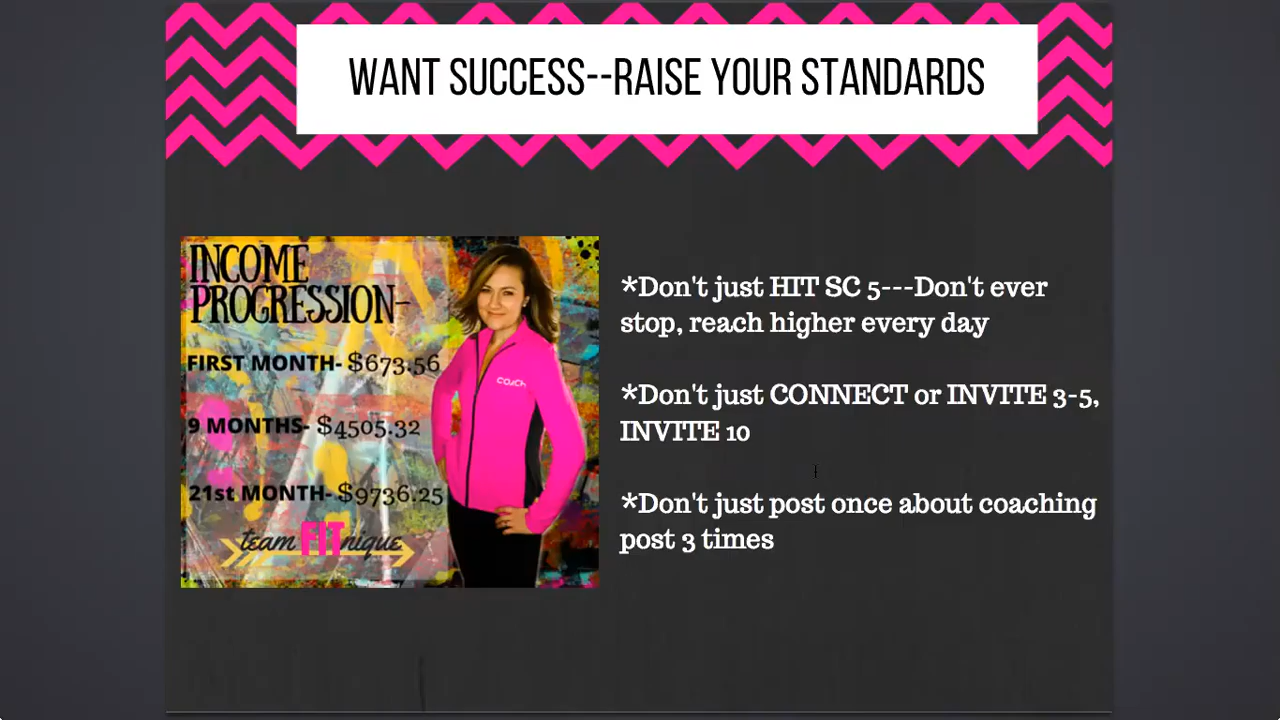 WANT SUCCESS--RAISE YOUR STANDARDS
INCOME
PROGRESSION-
FIRST MONTH- $673.56
9 MONTHS- $4505.32
21st MONTH- $9736.25
team FITnique
COACH
*Don't just HIT SC 5---Don't ever
stop, reach higher every day
*Don't just CONNECT or INVITE 3-5,
INVITE 10
*Don't just post once about coaching
post 3 times